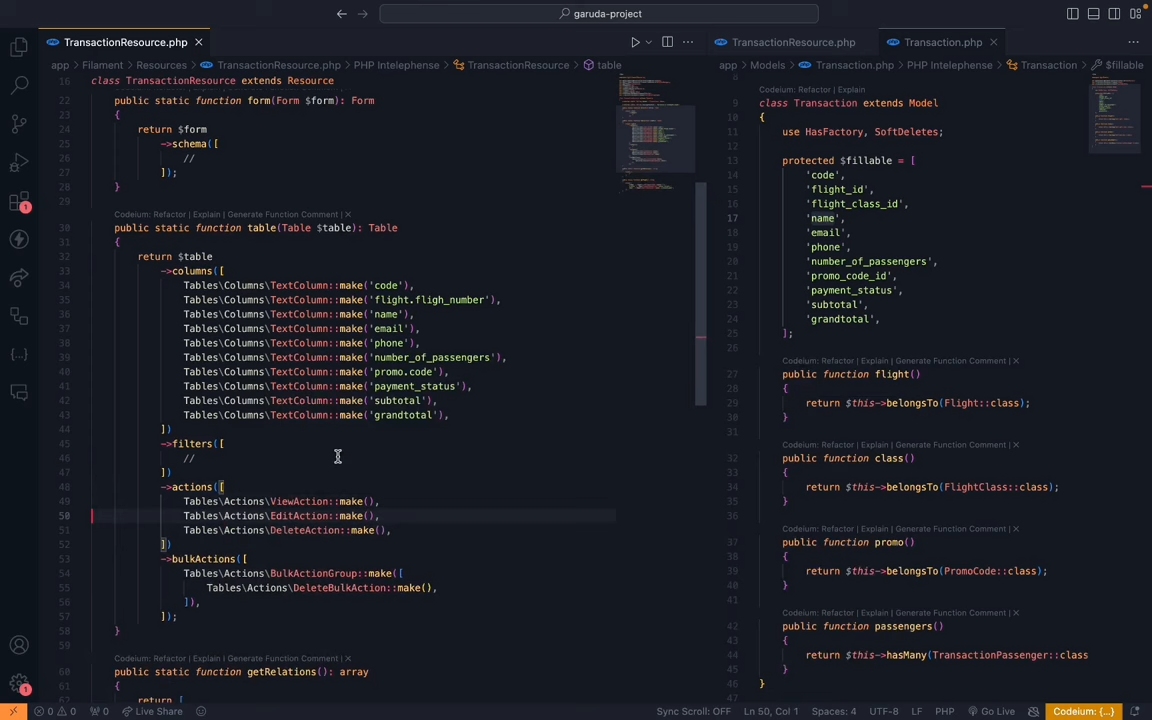 garuda-project
TransactionResource.php
app > Filament > Resources > TransactionResource.php > PHP Intelephense > TransactionResource > table
16 class TransactionResource extends Resource
22 public static function form(Form $form): Form
23 {
24 return $form
25 ->schema([
26 //
27 ]);
28 }
29
Codeium: Refactor | Explain | Generate Function Comment | ×
30 public static function table(Table $table): Table
31 {
32 return $table
33 ->columns([
34 Tables\Columns\TextColumn::make('code'),
35 Tables\Columns\TextColumn::make('flight.fligh_number'),
36 Tables\Columns\TextColumn::make('name'),
37 Tables\Columns\TextColumn::make('email'),
38 Tables\Columns\TextColumn::make('phone'),
39 Tables\Columns\TextColumn::make('number_of_passengers'),
40 Tables\Columns\TextColumn::make('promo.code'),
41 Tables\Columns\TextColumn::make('payment_status'),
42 Tables\Columns\TextColumn::make('subtotal'),
43 Tables\Columns\TextColumn::make('grandtotal'),
44 ])
45 ->filters([
46 //
47 ])
48 ->actions([
49 Tables\Actions\ViewAction::make(),
50 Tables\Actions\EditAction::make(),
51 Tables\Actions\DeleteAction::make(),
52 ])
53 ->bulkActions([
54 Tables\Actions\BulkActionGroup::make([
55 Tables\Actions\DeleteBulkAction::make(),
56 ]),
57 ]);
58 }
59
Codeium: Refactor | Explain | Generate Function Comment | ×
60 public static function getRelations(): array
61 {
62 return [
TransactionResource.php
Transaction.php
app > Models > Transaction.php > PHP Intelephense > Transaction > $fillable
8
Codeium: Refactor | Explain
9 class Transaction extends Model
10 {
11 use HasFactory, SoftDeletes;
12
13 protected $fillable = [
14 'code',
15 'flight_id',
16 'flight_class_id',
17 'name',
18 'email',
19 'phone',
20 'number_of_passengers',
21 'promo_code_id',
22 'payment_status',
23 'subtotal',
24 'grandtotal',
25 ];
26
Codeium: Refactor | Explain | Generate Function Comment | ×
27 public function flight()
28 {
29 return $this->belongsTo(Flight::class);
30 }
31
Codeium: Refactor | Explain | Generate Function Comment | ×
32 public function class()
33 {
34 return $this->belongsTo(FlightClass::class);
35 }
36
Codeium: Refactor | Explain | Generate Function Comment | ×
37 public function promo()
38 {
39 return $this->belongsTo(PromoCode::class);
40 }
41
Codeium: Refactor | Explain | Generate Function Comment | ×
42 public function passengers()
43 {
44 return $this->hasMany(TransactionPassenger::class
45 }
46 }
47
1
1
0 0 0 Live Share
Sync Scroll: OFF Ln 50, Col 1 Spaces: 4 UTF-8 LF PHP Go Live Codeium: {...}